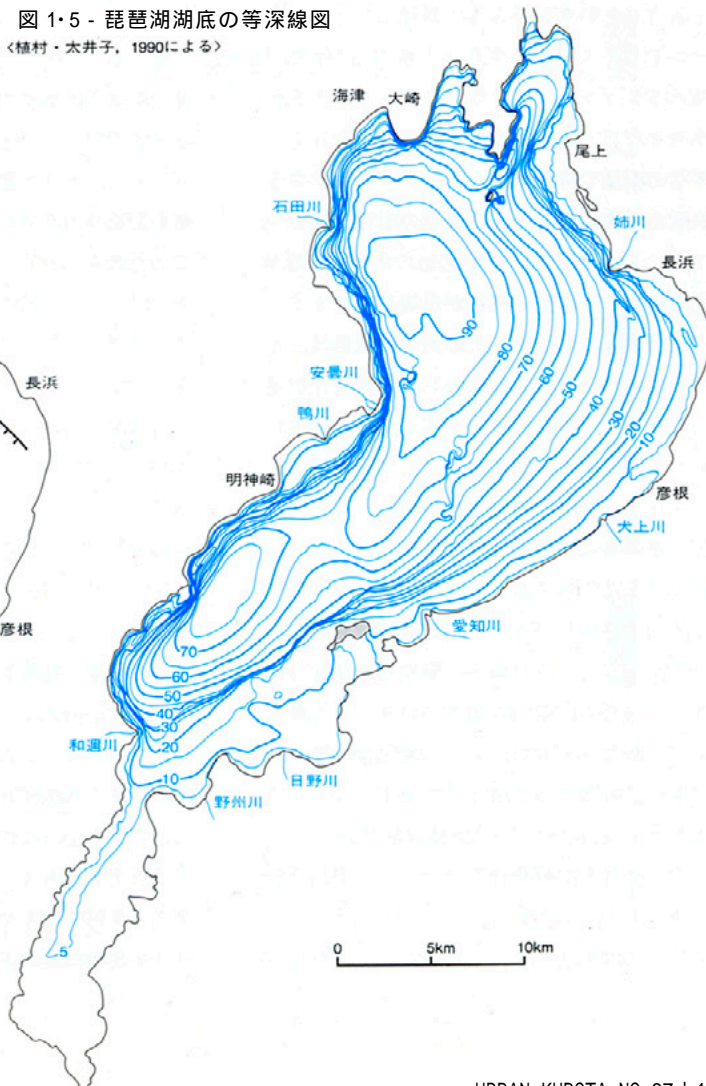 図 1・5 - 琵琶湖湖底の等深線図
<植村・太井子, 1990による>
海津
大崎
尾上
石田川
姉川
長浜
90
80
70
60
50
40
30
20
10
安曇川
長浜
鴨川
明神崎
彦根
犬上川
彦根
愛知川
70
60
50
40
30
20
10
和邇川
日野川
野州川
5
0
5km
10km